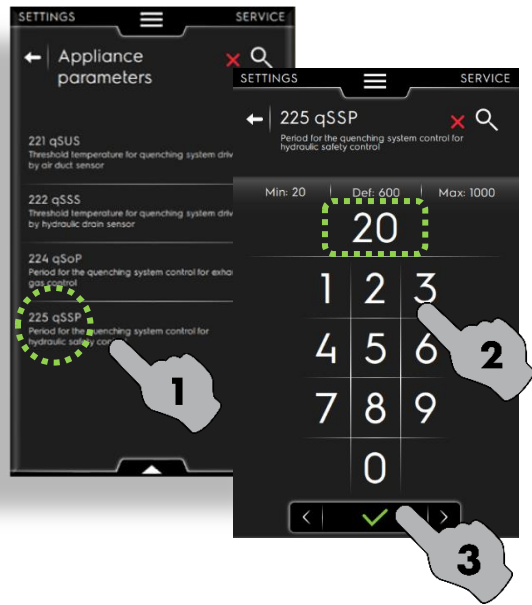 SETTINGS SERVICE
Appliance
parameters
221 qSUS
Threshold temperature for quenching system driv
by air duct sensor
222 qSSS
Threshold temperature for quenching system driv
by hydraulic drain sensor
224 qSoP
Period for the quenching system control for exhau
gas control
225 qSSP
Period for the quenching system control for
hydraulic safety con
1
SETTINGS SERVICE
225 qSSP
Period for the quenching system control for
hydraulic safety control
Min: 20 Def: 600 Max: 1000
20
1 2 3
4 5 6
7 8 9
0
2
3